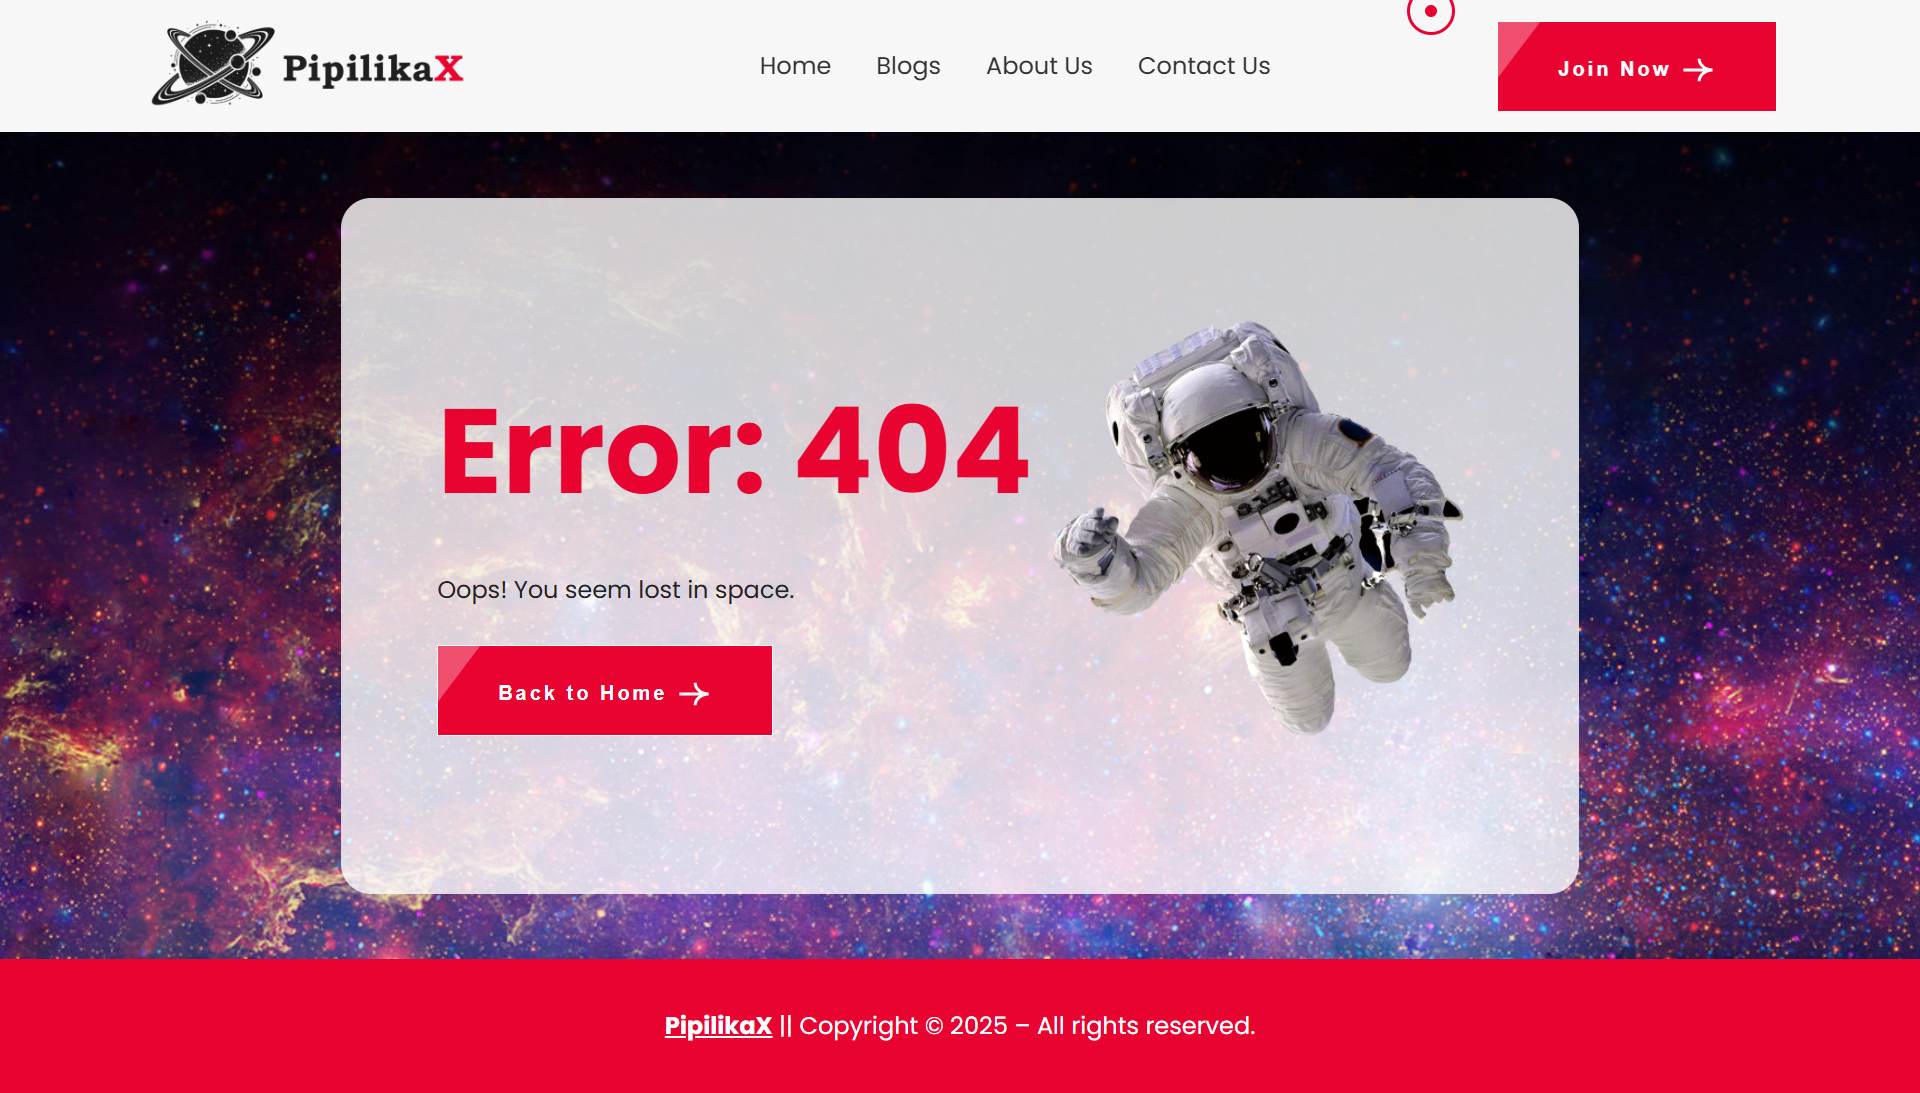 PipilikaX
Home Blogs About Us Contact Us
Join Now
Error: 404
Oops! You seem lost in space.
Back to Home
PipilikaX || Copyright © 2025 – All rights reserved.